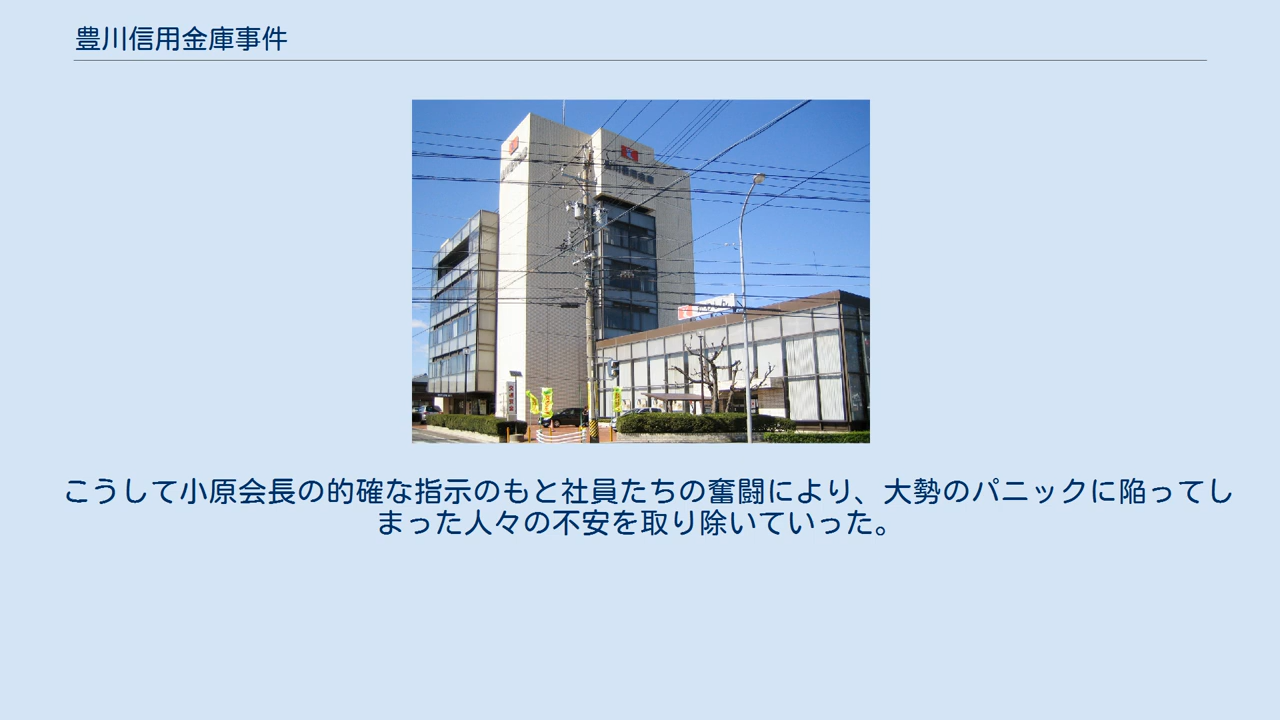 豊川信用金庫事件
こうして小原会長の的確な指示のもと社員たちの奮闘により、大勢のパニックに陥ってし
まった人々の不安を取り除いていった。